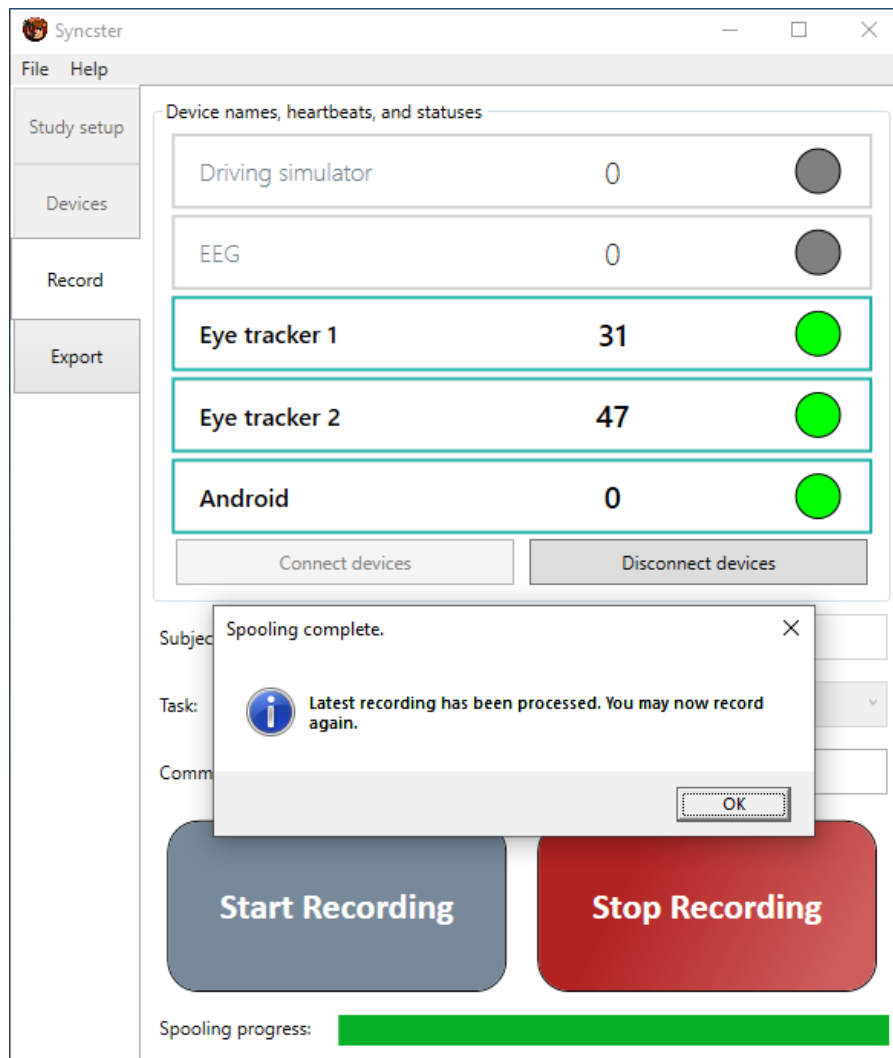 Syncster
File Help
Study setup
Devices
Record
Export
Device names, heartbeats, and statuses
Driving simulator 0
EEG 0
Eye tracker 1 31
Eye tracker 2 47
Android 0
Connect devices Disconnect devices
Subjec
Task:
Comm
Spooling complete.
Latest recording has been processed. You may now record
again.
OK
Start Recording Stop Recording
Spooling progress: